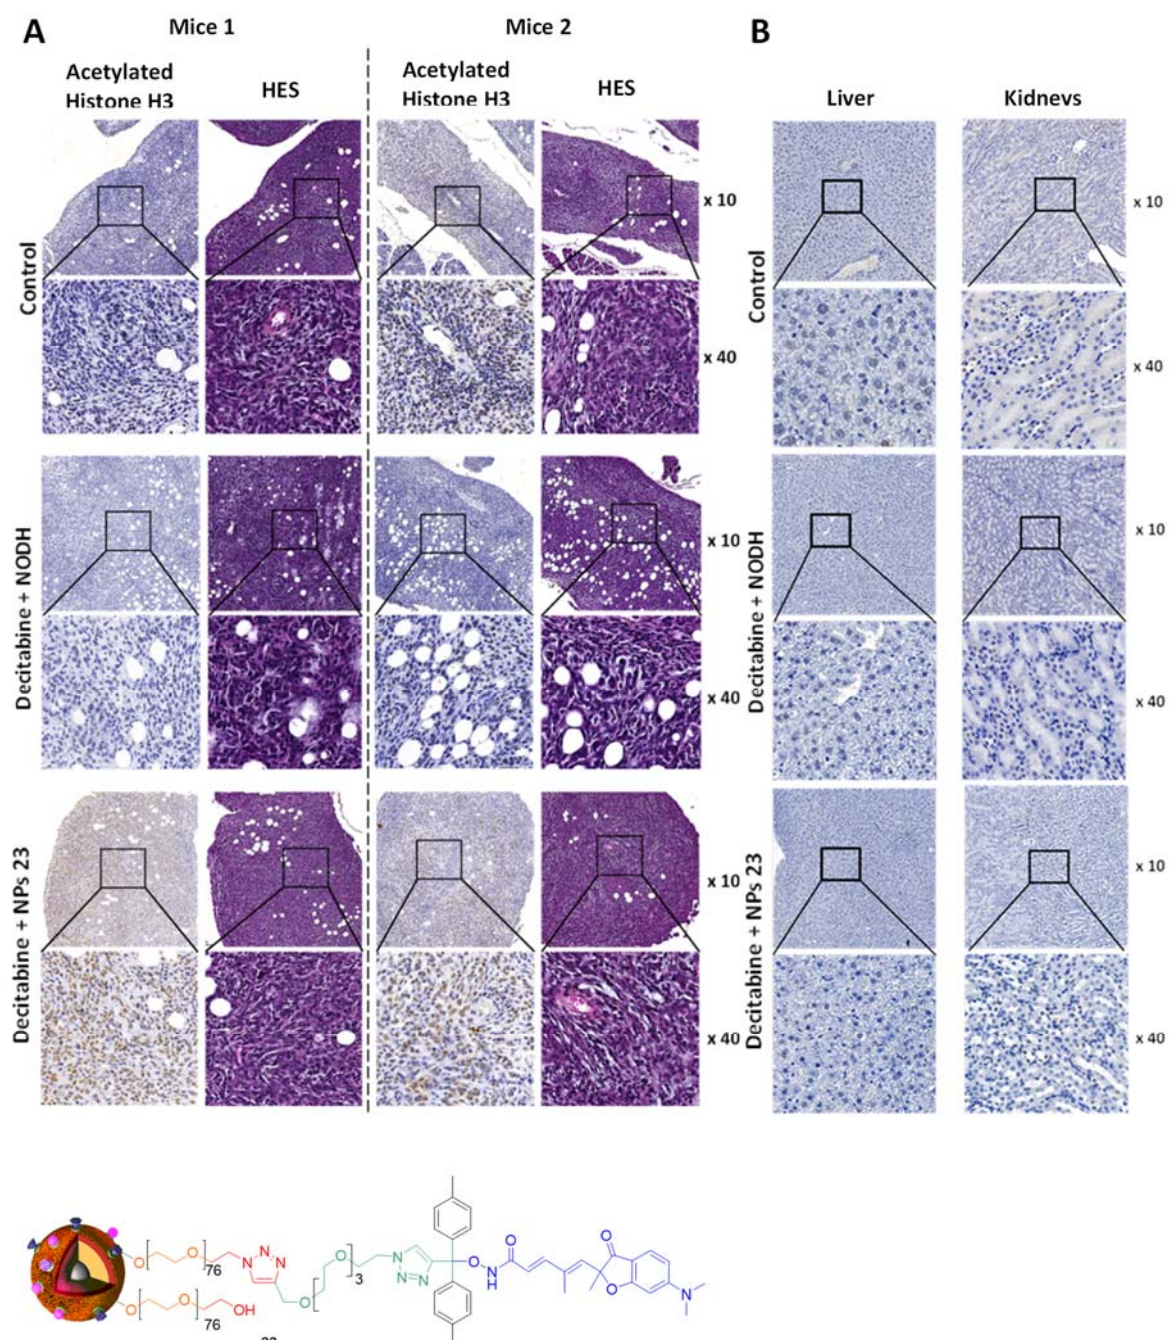 A
Mice 1
Mice 2
B
Acetylated
Histone H3
HES
Acetylated
Histone H3
HES
Liver
Kidnevs
Control
x 10
x 40
Control
x 10
x 40
Decitabine + NODH
x 10
x 40
Decitabine + NODH
x 10
x 40
Decitabine + NPs 23
x 10
x 40
Decitabine + NPs 23
x 10
x 40
O
O
76
N
N
N
O
O
3
N
N
N
O
NH
O
O
O
N
O
O
76
OH